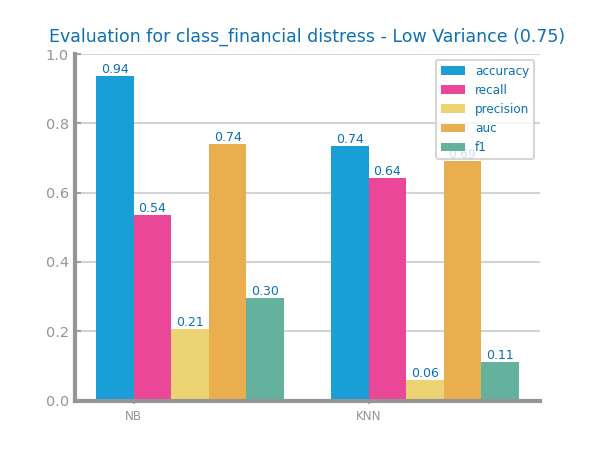 Evaluation for class_financial distress - Low Variance (0.75)
1.0
0.8
0.6
0.4
0.2
0.0
0.94
0.54
0.21
0.74
0.30
0.74
0.64
0.06
0.69
0.11
accuracy
recall
precision
auc
f1
NB
KNN